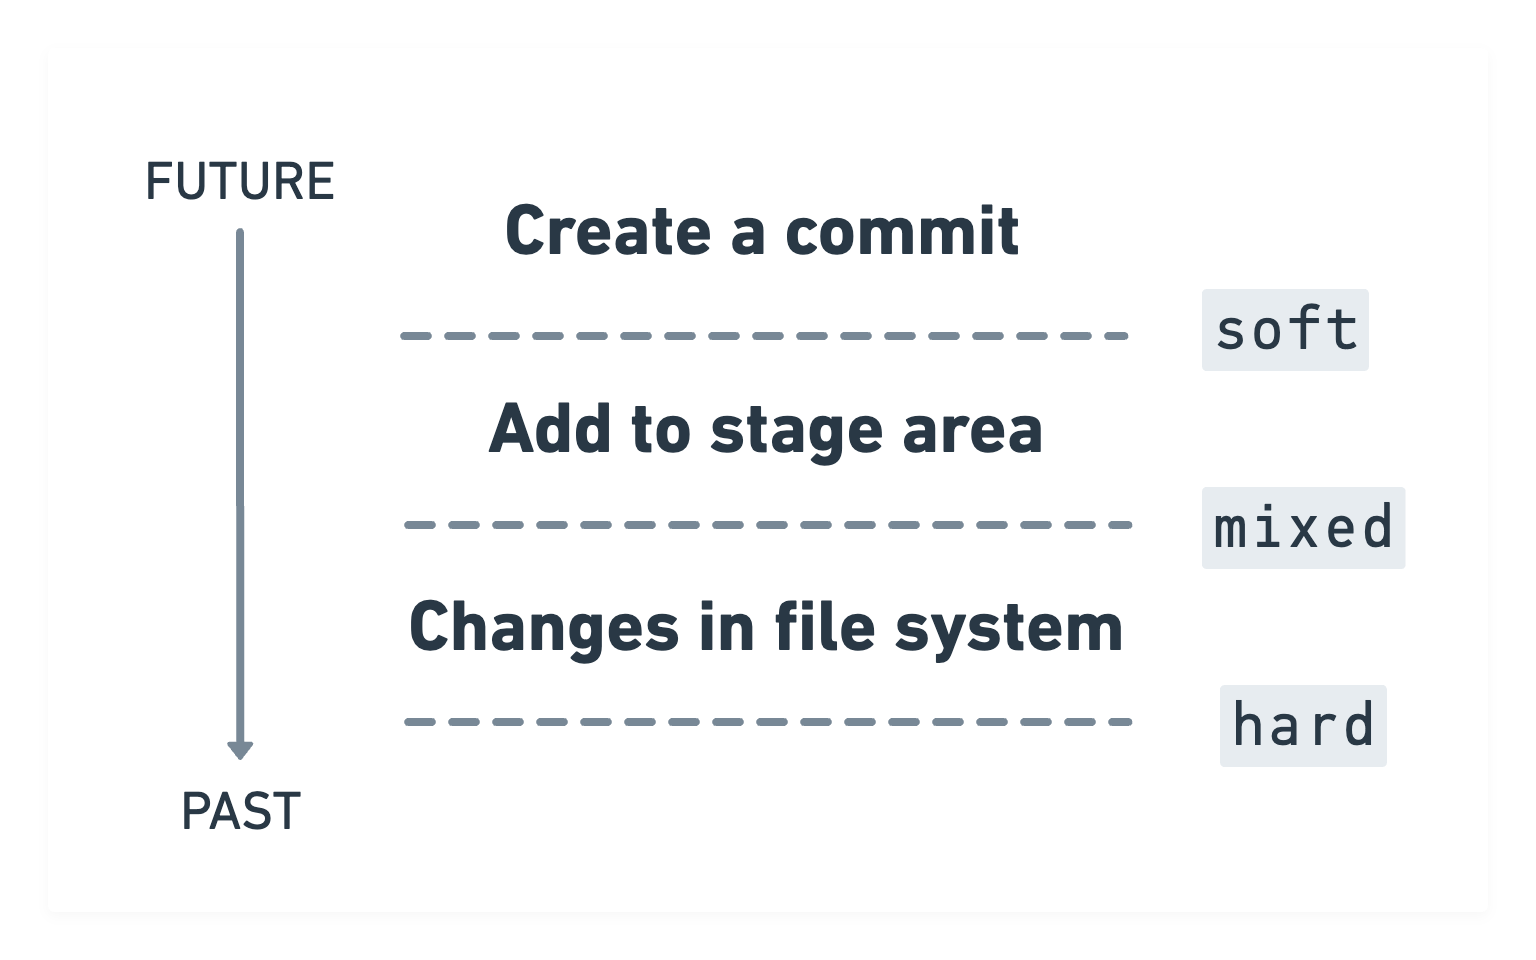 FUTURE
Create a commit
soft
Add to stage area
mixed
Changes in file system
hard
PAST